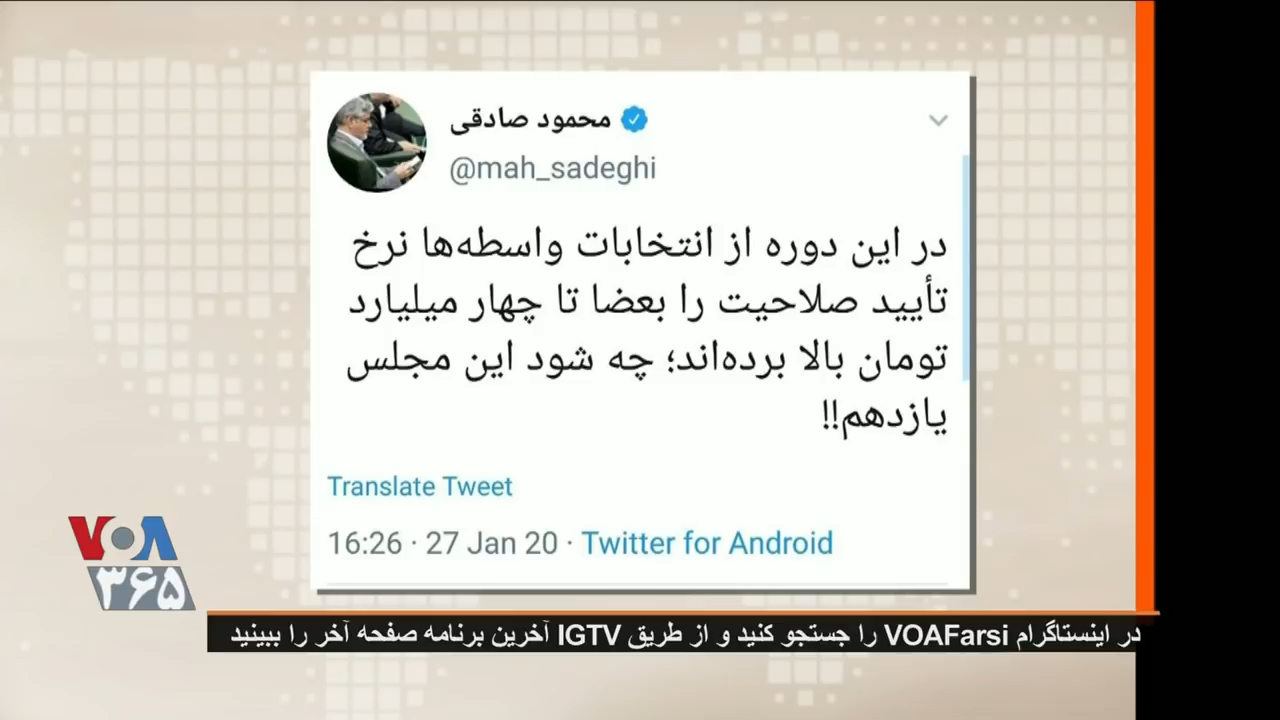 محمود صادقی
@mah_sadeghi
در این دوره از انتخابات واسطه‌ها نرخ
تأیید صلاحیت را بعضا تا چهار میلیارد
تومان بالا برده‌اند؛ چه شود این مجلس
یازدهم!!
Translate Tweet
16:26 · 27 Jan 20 · Twitter for Android
VOA
۳۶۵
در اینستاگرام VOAFarsi را جستجو کنید و از طریق IGTV آخرین برنامه صفحه آخر را ببینید